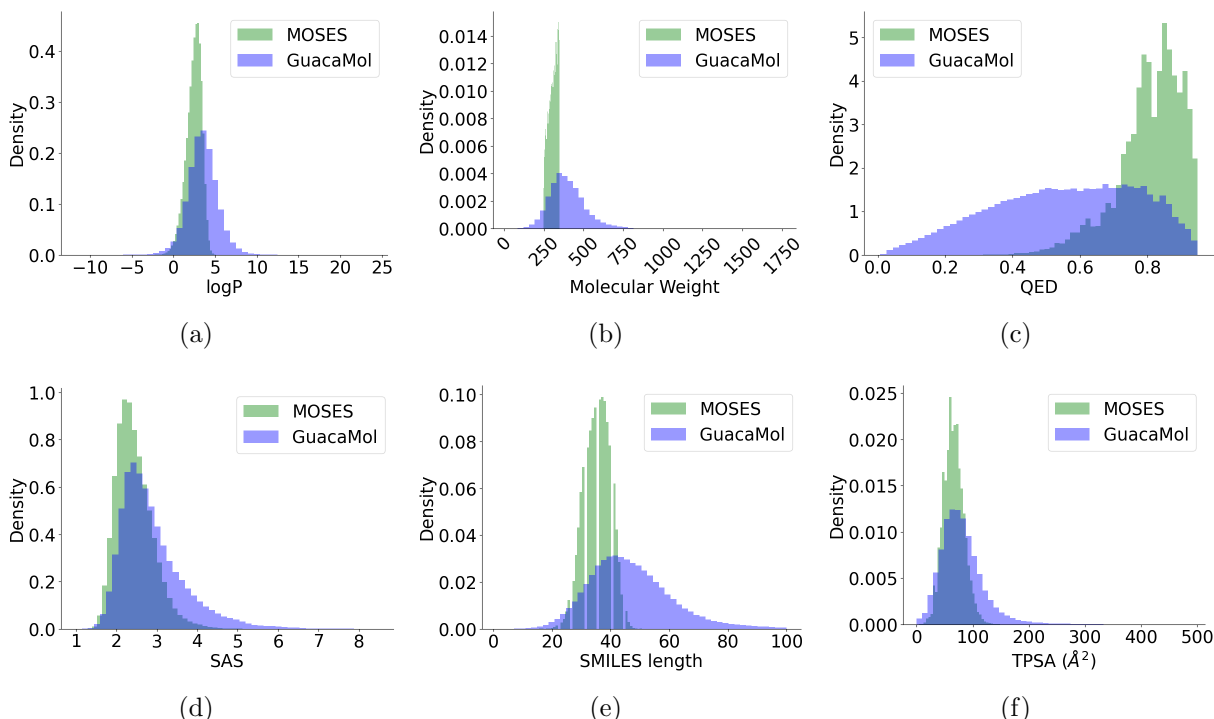 MOSES
GuacaMol
0.4
0.3
0.2
0.1
0.0
Density
−10 −5 0 5 10 15 20 25
logP
(a)
MOSES
GuacaMol
0.014
0.012
0.010
0.008
0.006
0.004
0.002
0.000
Density
0 250 500 750 1000 1250 1500 1750
Molecular Weight
(b)
MOSES
GuacaMol
5
4
3
2
1
0
Density
0.0 0.2 0.4 0.6 0.8
QED
(c)
MOSES
GuacaMol
1.0
0.8
0.6
0.4
0.2
0.0
Density
1 2 3 4 5 6 7 8
SAS
(d)
MOSES
GuacaMol
0.10
0.08
0.06
0.04
0.02
0.00
Density
0 20 40 60 80 100
SMILES length
(e)
MOSES
GuacaMol
0.025
0.020
0.015
0.010
0.005
0.000
Density
0 100 200 300 400 500
TPSA (Å²)
(f)